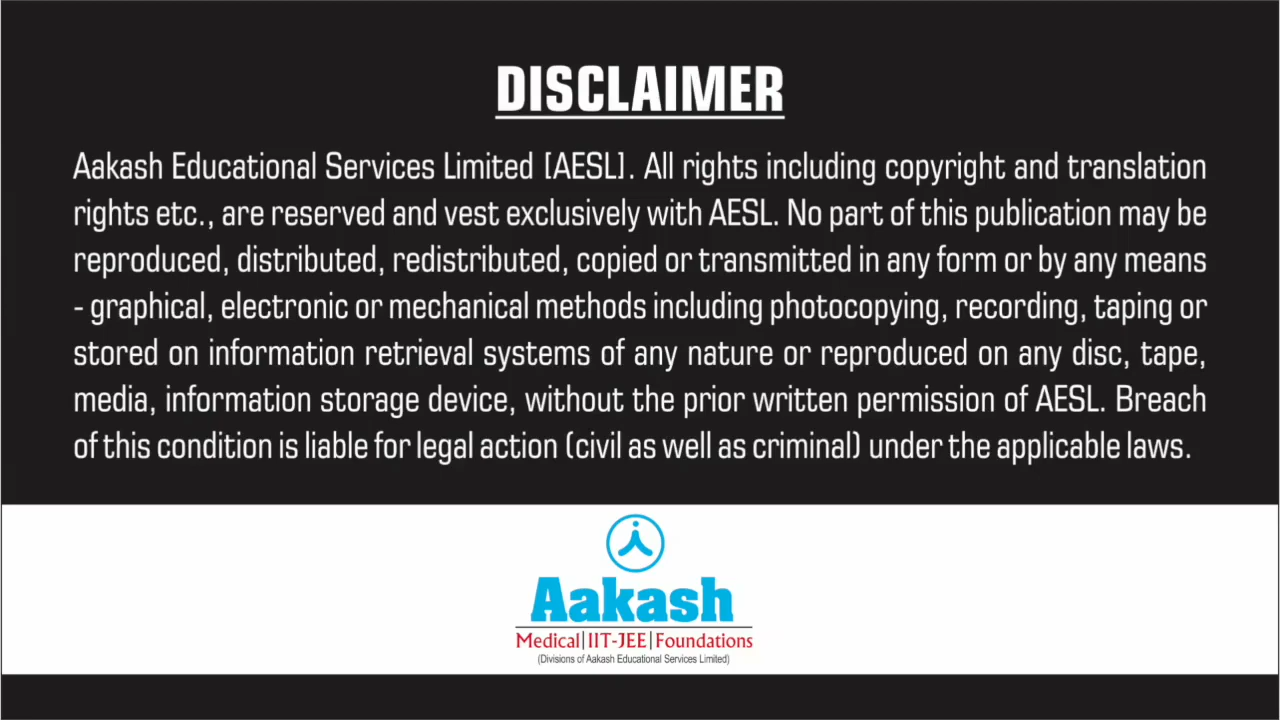 DISCLAIMER
Aakash Educational Services Limited [AESL]. All rights including copyright and translation
rights etc., are reserved and vest exclusively with AESL. No part of this publication may be
reproduced, distributed, redistributed, copied or transmitted in any form or by any means
- graphical, electronic or mechanical methods including photocopying, recording, taping or
stored on information retrieval systems of any nature or reproduced on any disc, tape,
media, information storage device, without the prior written permission of AESL. Breach
of this condition is liable for legal action (civil as well as criminal) under the applicable laws.
Aakash
Medical|IIT-JEE|Foundations
(Divisions of Aakash Educational Services Limited)